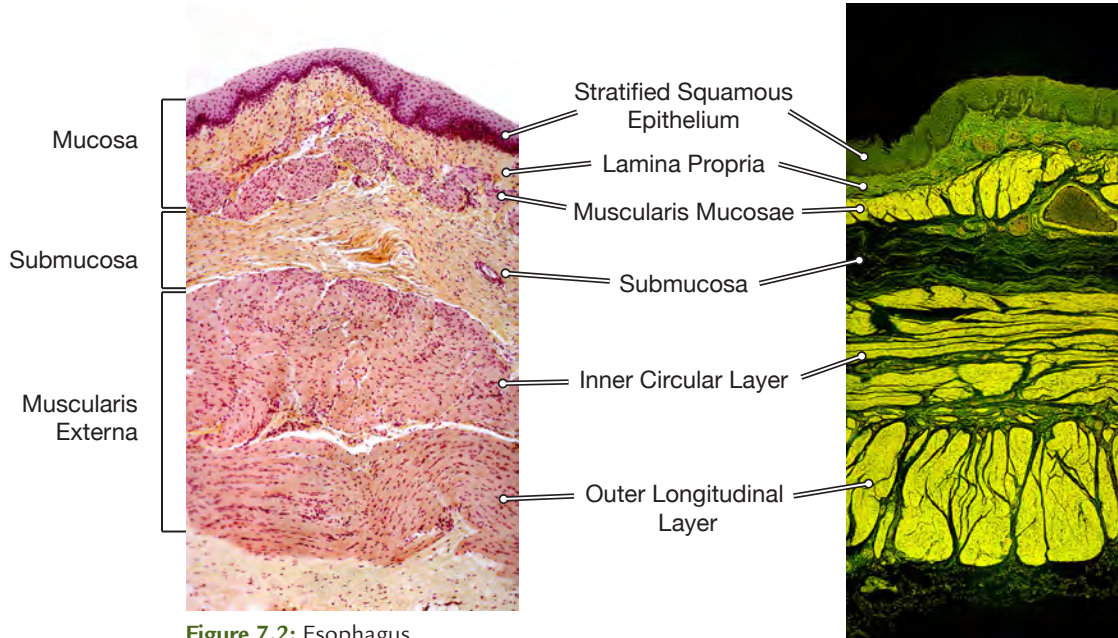 Mucosa
Submucosa
Muscularis
Externa
Stratified Squamous
Epithelium
Lamina Propria
Muscularis Mucosae
Submucosa
Inner Circular Layer
Outer Longitudinal
Layer
Figure 7.2: Esophagus